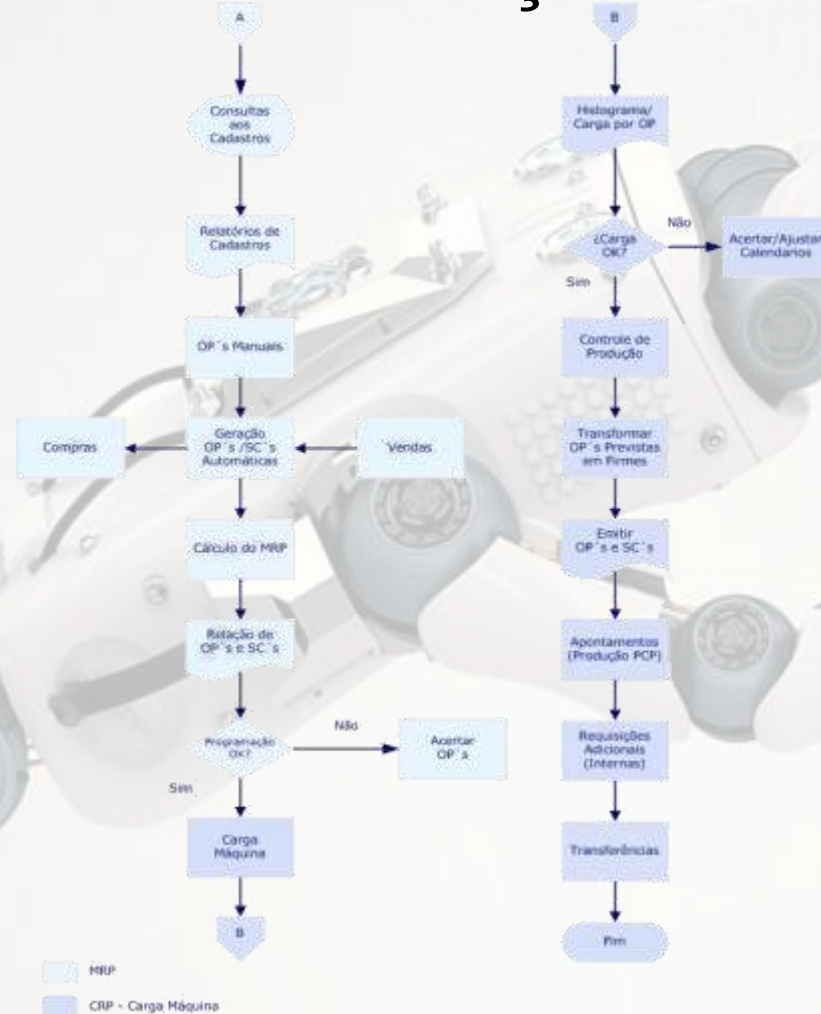 A
Consultas
aos
Cadastros
Relatórios de
Cadastros
OP´s Manuais
Compras
Geração
OP´s /SC´s
Automáticas
Vendas
Cálculo do MRP
Relação de
OP´s e SC´s
Programação
OK?
Não
Acertar
OP´s
Sim
Carga
Máquina
B
MRP
CRP - Carga Máquina
B
Histograma/
Carga por OP
¿Carga
OK?
Não
Acertar/Ajustar
Calendarios
Sim
Controle de
Produção
Transformar
OP´s Previstas
em Firmes
Emitir
OP´s e SC´s
Apontamentos
(Produção PCP)
Requisições
Adicionais
(Internas)
Transferências
Fim